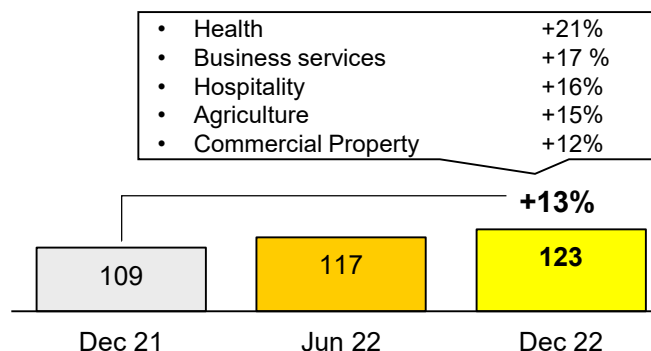 • Health +21%
• Business services +17 %
• Hospitality +16%
• Agriculture +15%
• Commercial Property +12%
+13%
109 117 123
Dec 21 Jun 22 Dec 22